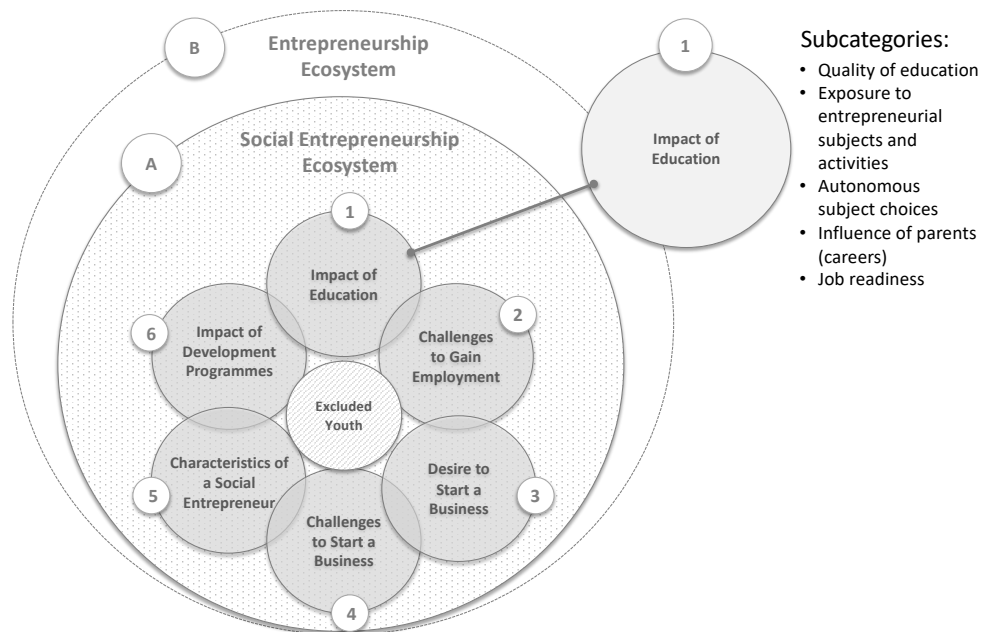 B
Entrepreneurship
Ecosystem
A
Social Entrepreneurship
Ecosystem
1
Impact of
Education
2
Challenges
to Gain
Employment
3
Desire to
Start a
Business
4
Challenges
to Start a
Business
5
Characteristics of
a Social
Entrepreneur
6
Impact of
Development
Programmes
Excluded
Youth
1
Impact of
Education
Subcategories:
• Quality of education
• Exposure to
entrepreneurial
subjects and
activities
• Autonomous
subject choices
• Influence of parents
(careers)
• Job readiness